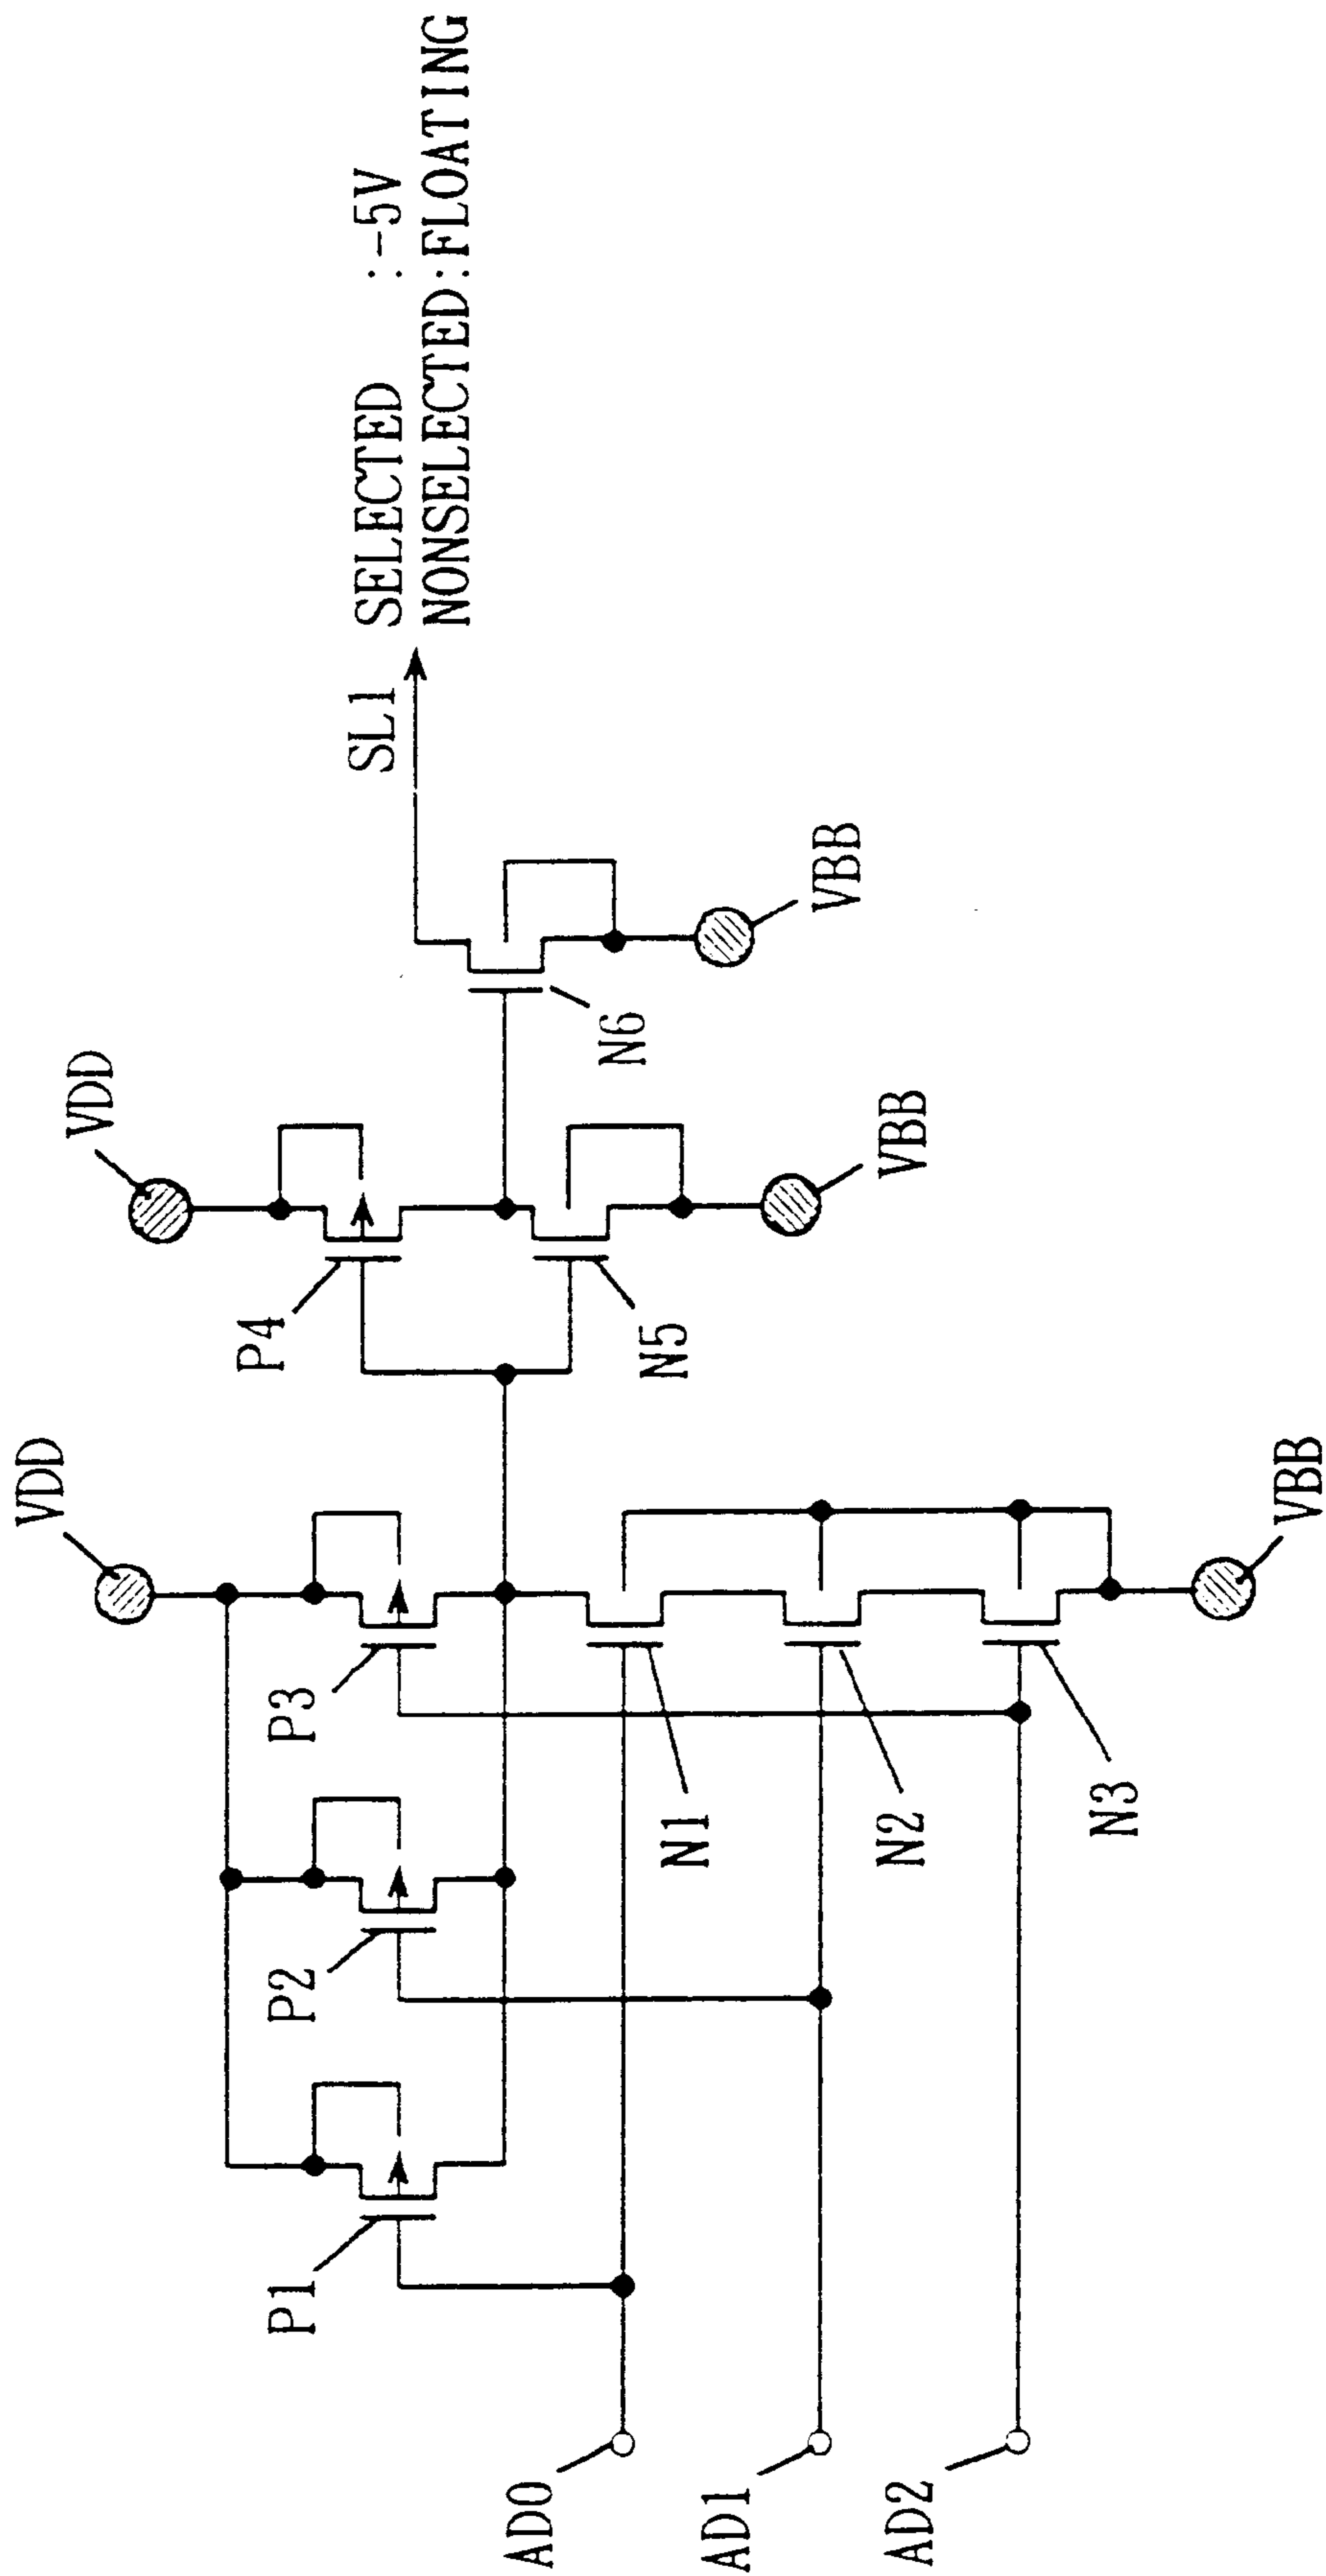 VDD
VDD
P1
P2
P3
P4
SL1
SELECTED :-5V
NONSELECTED:FLOATING
AD0
AD1
AD2
N1
N2
N3
N5
N6
VBB
VBB
VBB